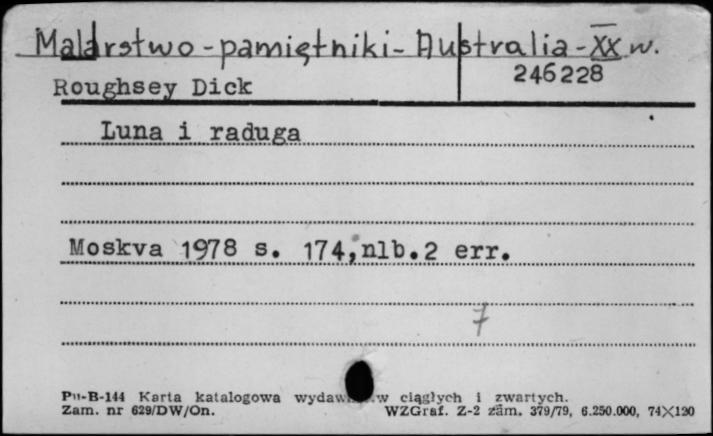 Malarstwo - pamiętniki - Australia - XX w.
246228
Roughsey Dick
Luna i raduga
Moskva 1978 s. 174,nlb.2 err.
7
Pu-B-144 Karta katalogowa wydaw w ciągłych i zwartych.
Zam. nr 629/DW/On. WZGraf. Z-2 zam. 379/79, 6.250.000, 74×120